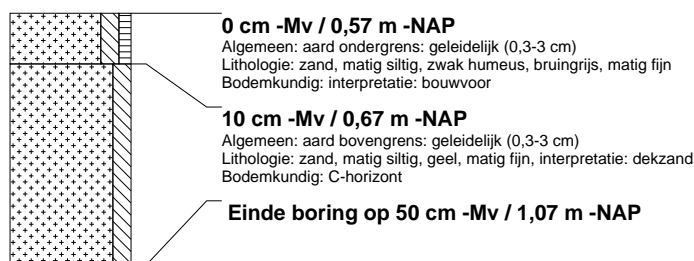 0 cm -Mv / 0,57 m -NAP
Algemeen: aard ondergrens: geleidelijk (0,3-3 cm)
Lithologie: zand, matig siltig, zwak humeus, bruingrijs, matig fijn
Bodemkundig: interpretatie: bouwvoor
10 cm -Mv / 0,67 m -NAP
Algemeen: aard bovengrens: geleidelijk (0,3-3 cm)
Lithologie: zand, matig siltig, geel, matig fijn, interpretatie: dekzand
Bodemkundig: C-horizont
Einde boring op 50 cm -Mv / 1,07 m -NAP